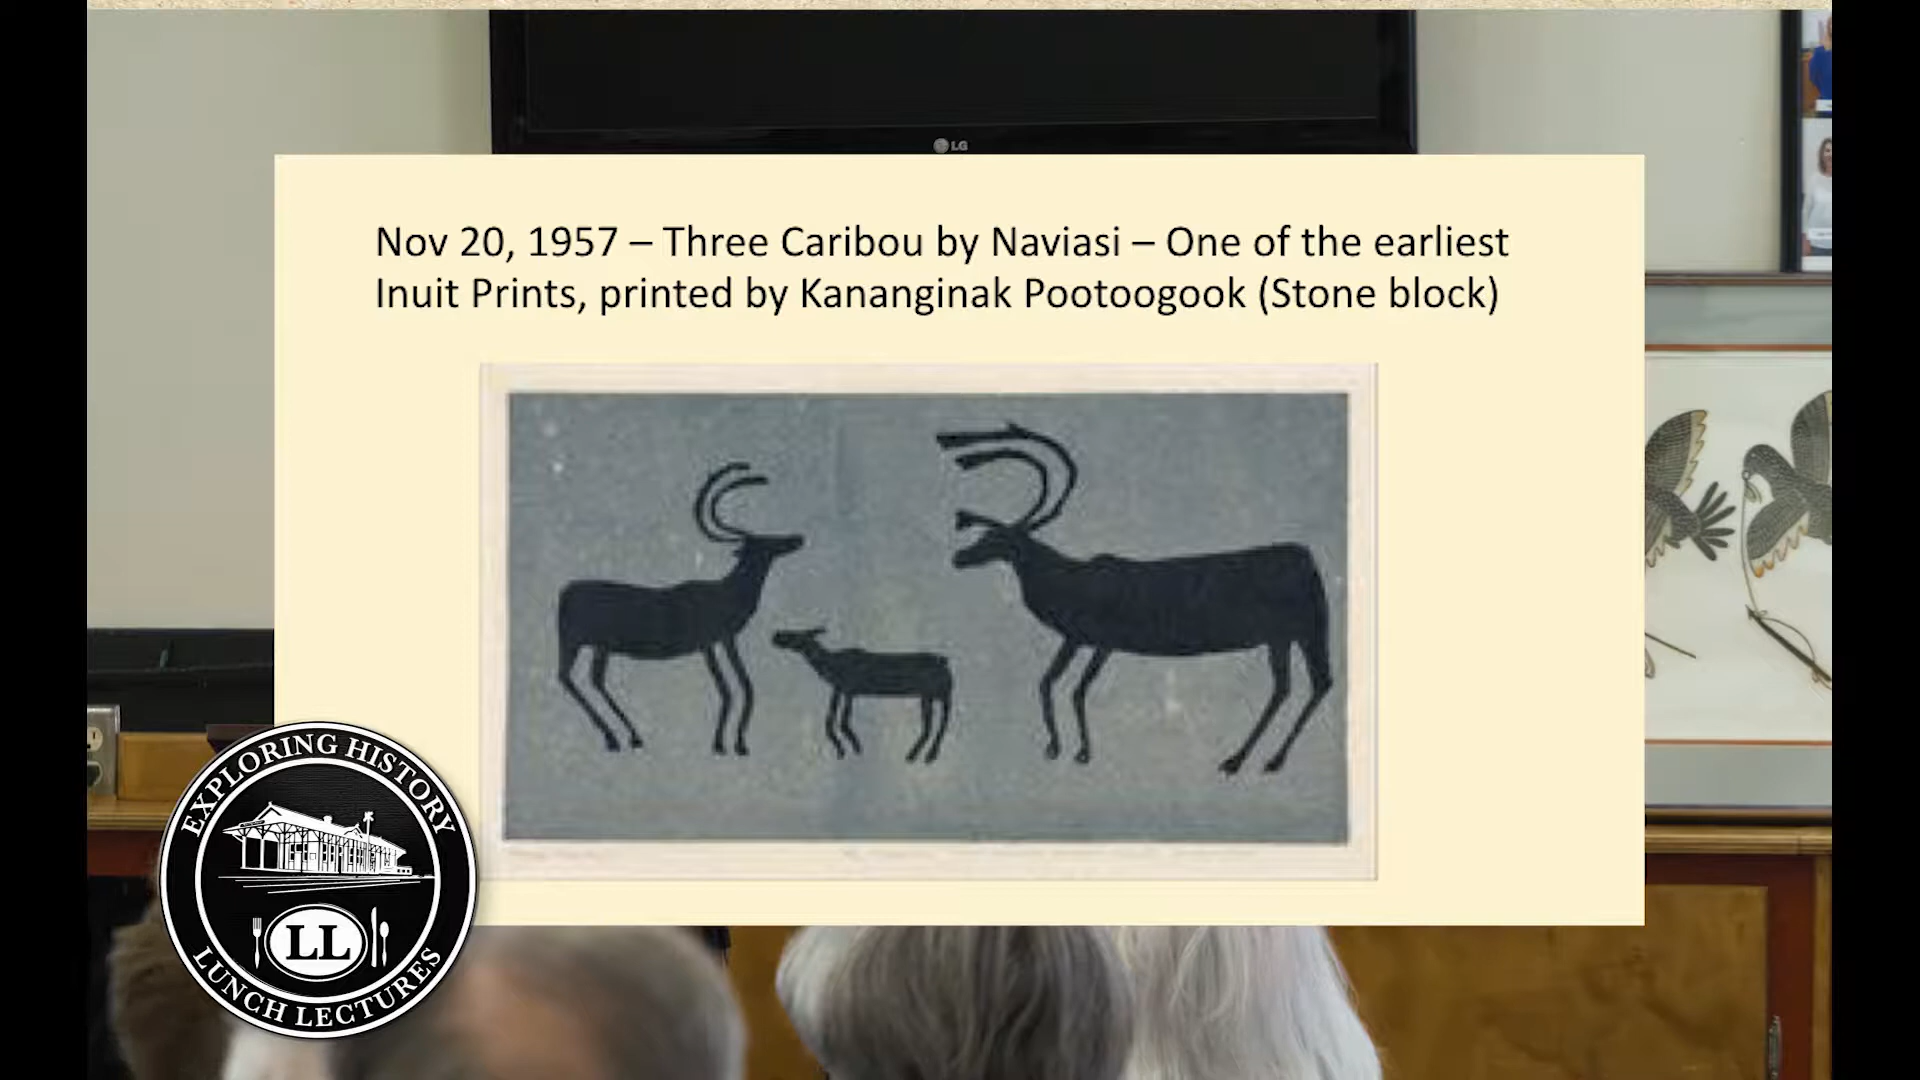 LG
Nov 20, 1957 – Three Caribou by Naviasi – One of the earliest
Inuit Prints, printed by Kananginak Pootoogook (Stone block)
EXPLORING HISTORY
LL
LUNCH LECTURES